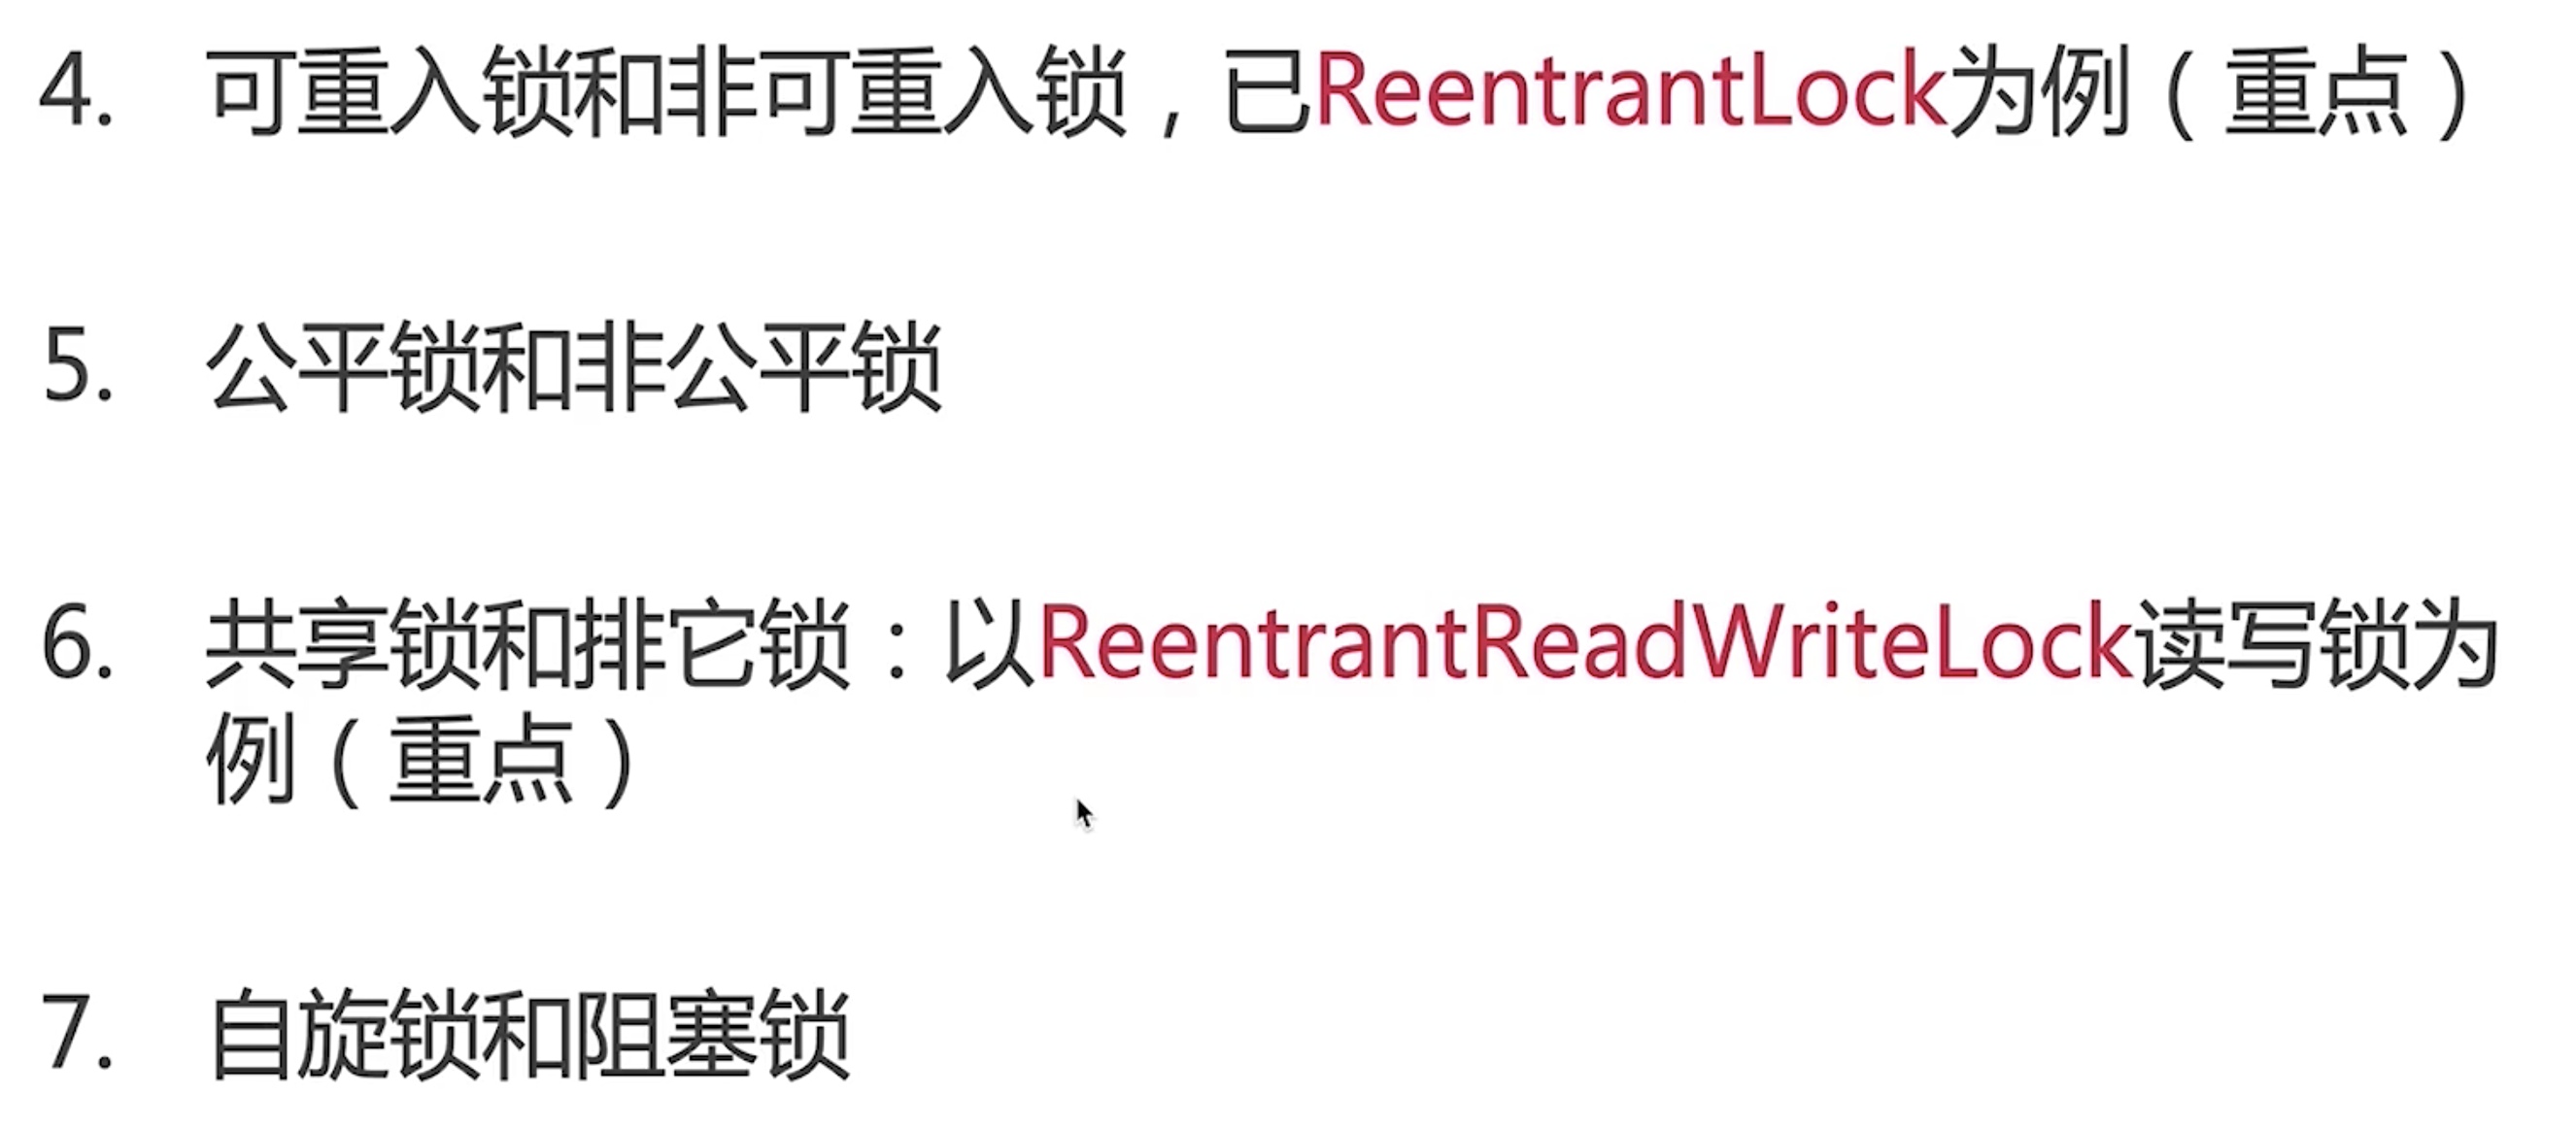 4. 可重入锁和非可重入锁，已ReentrantLock为例（重点）
5. 公平锁和非公平锁
6. 共享锁和排它锁：以ReentrantReadWriteLock读写锁为
例（重点）
7. 自旋锁和阻塞锁